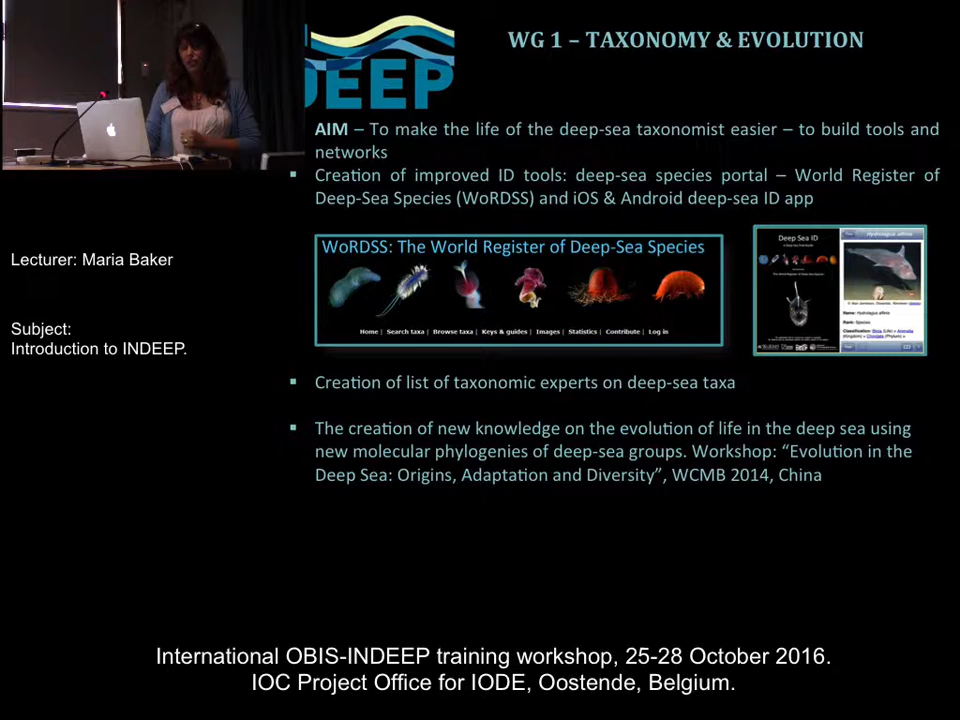 DEEP
WG 1 – TAXONOMY & EVOLUTION
AIM – To make the life of the deep-sea taxonomist easier – to build tools and
networks
▪ Creation of improved ID tools: deep-sea species portal – World Register of
Deep-Sea Species (WoRDSS) and iOS & Android deep-sea ID app
Lecturer: Maria Baker
Subject:
Introduction to INDEEP.
WoRDSS: The World Register of Deep-Sea Species
Home | Search taxa | Browse taxa | Keys & guides | Images | Statistics | Contribute | Log in
Deep Sea ID
Hydrolagus affinis
Name: Hydrolagus affinis
Rank: Species
▪ Creation of list of taxonomic experts on deep-sea taxa
▪ The creation of new knowledge on the evolution of life in the deep sea using
new molecular phylogenies of deep-sea groups. Workshop: “Evolution in the
Deep Sea: Origins, Adaptation and Diversity”, WCMB 2014, China
International OBIS-INDEEP training workshop, 25-28 October 2016.
IOC Project Office for IODE, Oostende, Belgium.